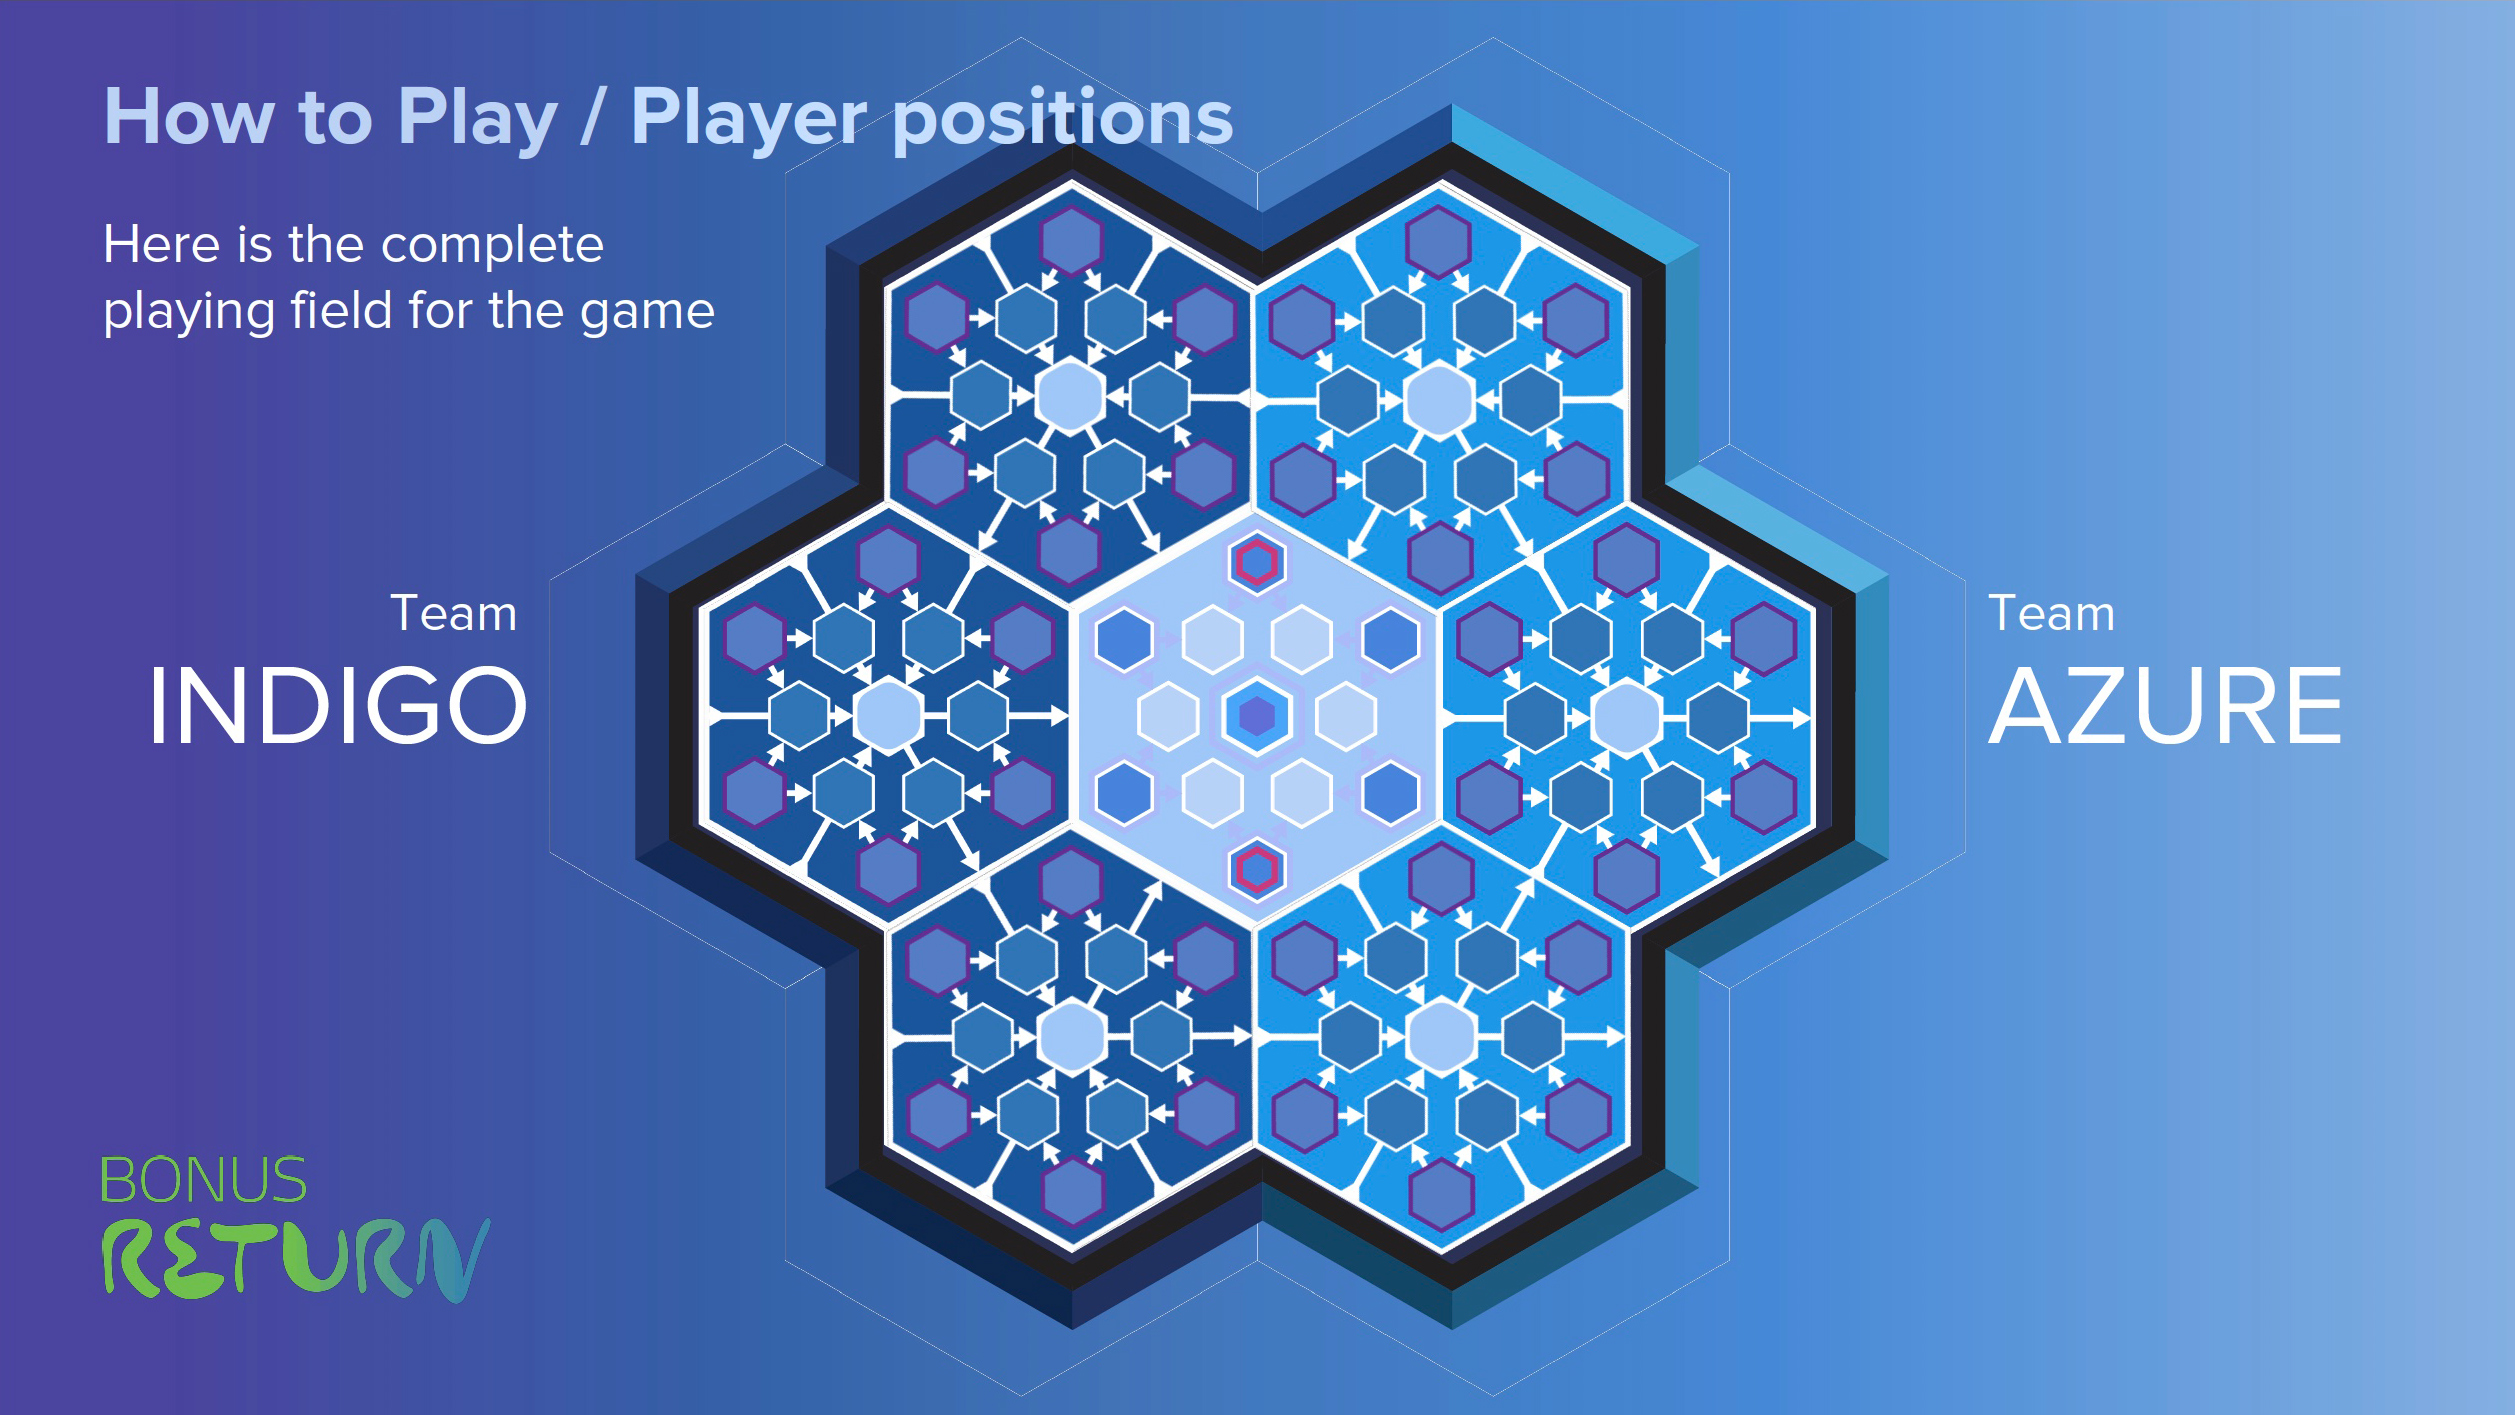 How to Play / Player positions
Here is the complete
playing field for the game
Team
INDIGO
Team
AZURE
BONUS
RETURN